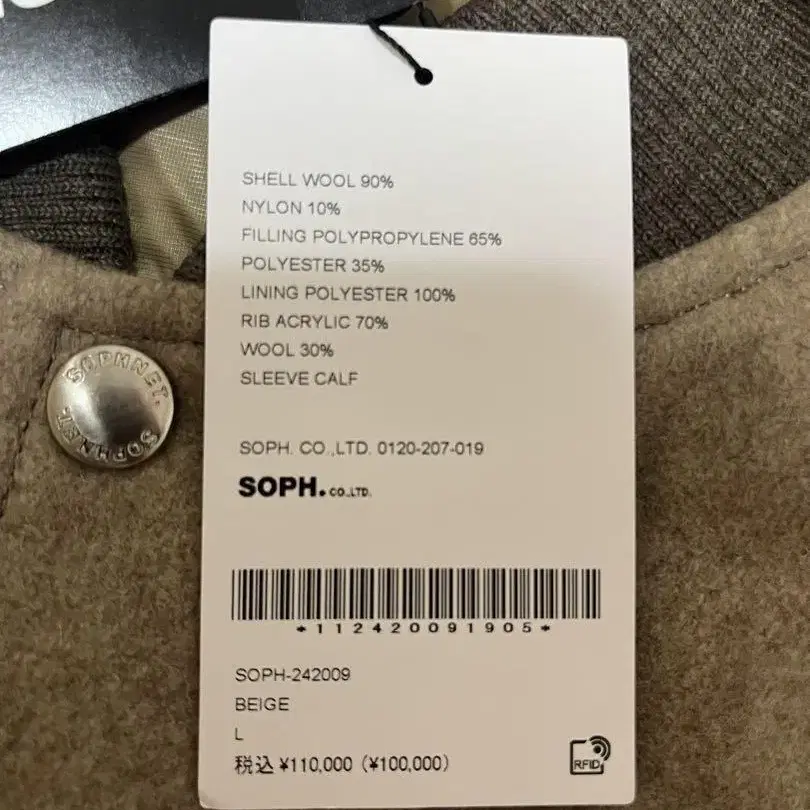 SHELL WOOL 90%
NYLON 10%
FILLING POLYPROPYLENE 65%
POLYESTER 35%
LINING POLYESTER 100%
RIB ACRYLIC 70%
WOOL 30%
SLEEVE CALF
SOPH. CO.,LTD. 0120-207-019
SOPH. CO.,LTD.
*112420091905*
SOPH-242009
BEIGE
L
税込 ¥110,000 (¥100,000)
RFID
SOPHNET.
SOPHNET.